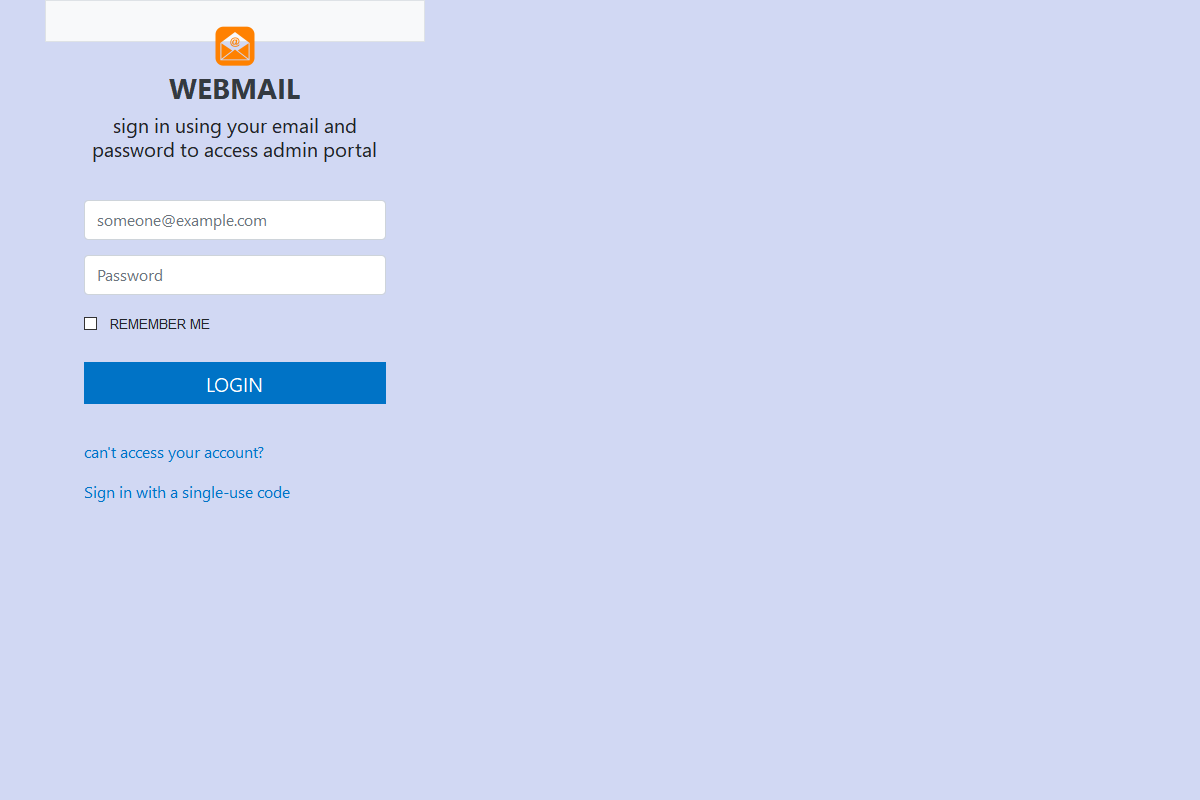 WEBMAIL
sign in using your email and
password to access admin portal
someone@example.com
Password
REMEMBER ME
LOGIN
can't access your account?
Sign in with a single-use code